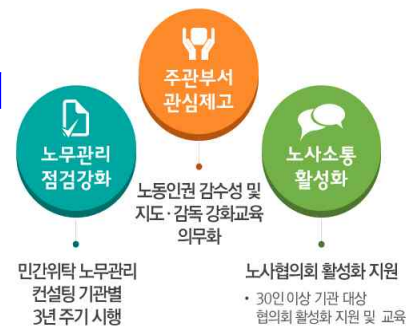 주관부서
관심제고
노무관리
점검강화
노사소통
활성화
노동인권 감수성 및
지도·감독 강화교육
의무화
민간위탁 노무관리
컨설팅 기관별
3년 주기 시행
노사협의회 활성화 지원
• 30인 이상 기관 대상
협의회 활성화 지원 및 교육